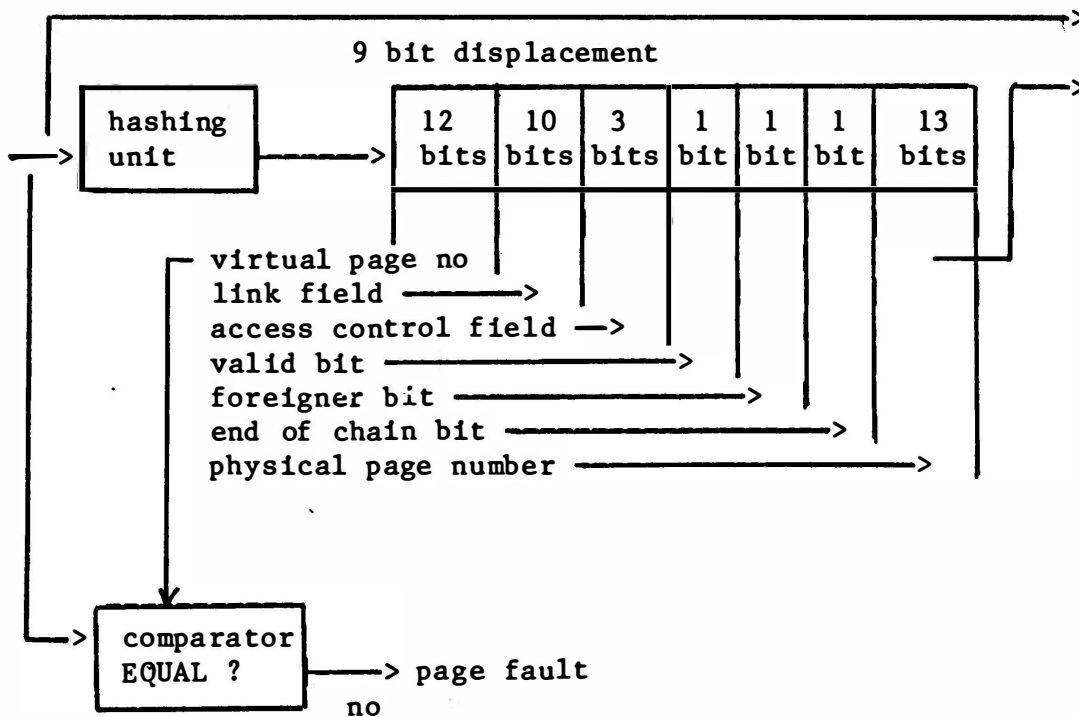 9 bit displacement
hashing
unit
12
bits
10
bits
3
bits
1
bit
1
bit
1
bit
13
bits
virtual page no
link field
access control field
valid bit
foreigner bit
end of chain bit
physical page number
comparator
EQUAL ?
page fault
no